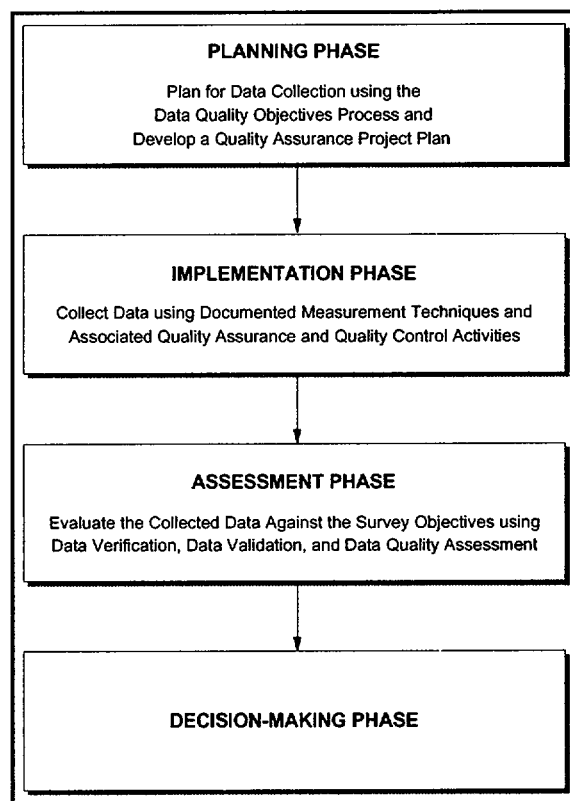 PLANNING PHASE
Plan for Data Collection using the
Data Quality Objectives Process and
Develop a Quality Assurance Project Plan
IMPLEMENTATION PHASE
Collect Data using Documented Measurement Techniques and
Associated Quality Assurance and Quality Control Activities
ASSESSMENT PHASE
Evaluate the Collected Data Against the Survey Objectives using
Data Verification, Data Validation, and Data Quality Assessment
DECISION-MAKING PHASE